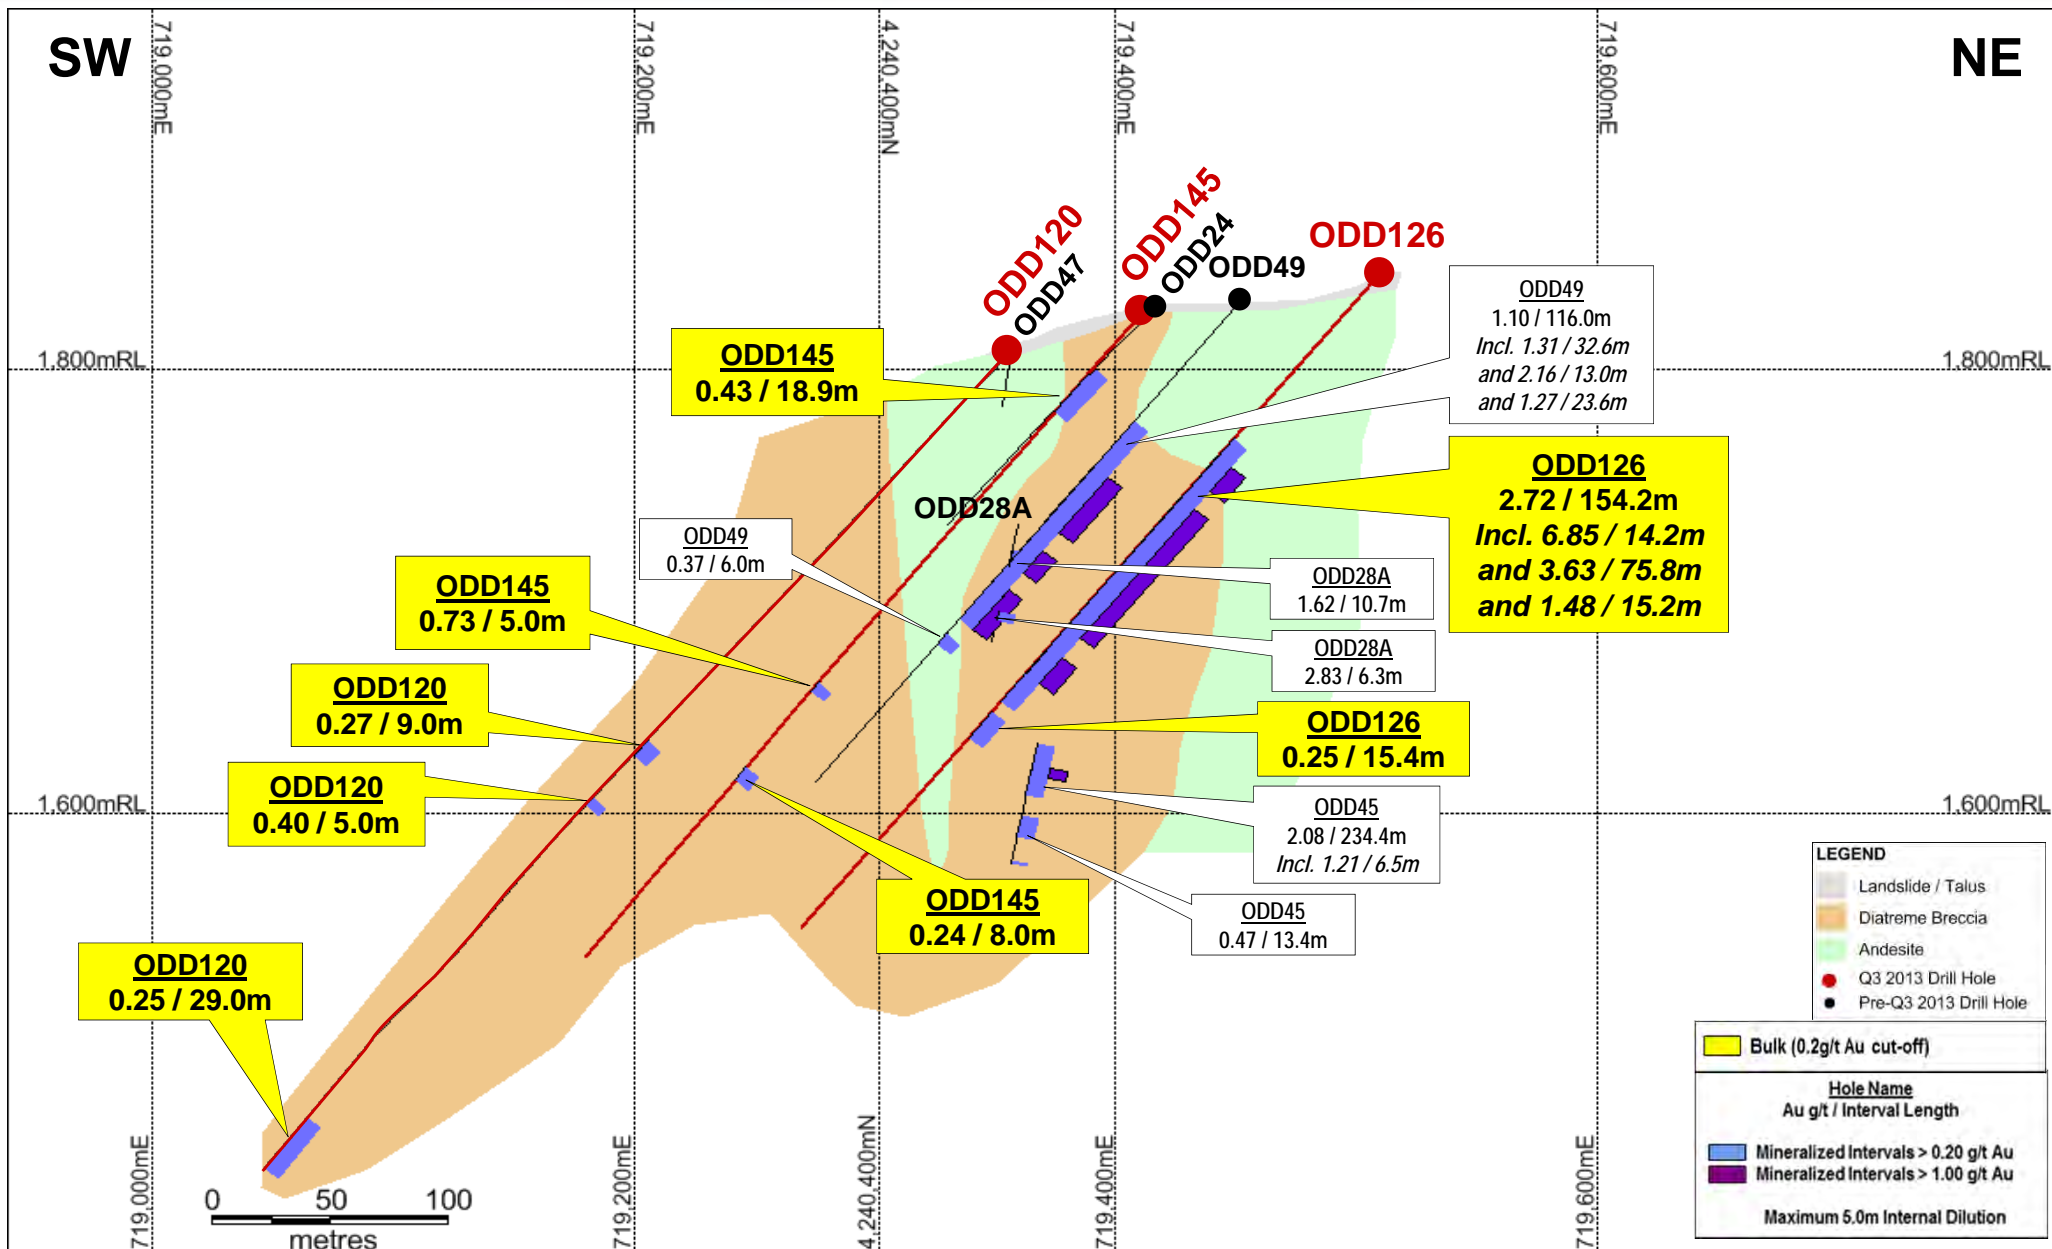 SW
NE
719,000mE
719,200mE
4,240,400mN
719,400mE
719,600mE
ODD120
ODD47
ODD145
ODD24
ODD49
ODD126
1.800mRL
1.800mRL
ODD145
0.43 / 18.9m
ODD49
1.10 / 116.0m
Incl. 1.31 / 32.6m
and 2.16 / 13.0m
and 1.27 / 23.6m
ODD126
2.72 / 154.2m
Incl. 6.85 / 14.2m
and 3.63 / 75.8m
and 1.48 / 15.2m
ODD28A
ODD49
0.37 / 6.0m
ODD145
0.73 / 5.0m
ODD28A
1.62 / 10.7m
ODD28A
2.83 / 6.3m
ODD120
0.27 / 9.0m
ODD126
0.25 / 15.4m
ODD120
0.40 / 5.0m
1.600mRL
1.600mRL
ODD45
2.08 / 234.4m
Incl. 1.21 / 6.5m
ODD145
0.24 / 8.0m
ODD45
0.47 / 13.4m
ODD120
0.25 / 29.0m
LEGEND
Landslide / Talus
Diatreme Breccia
Andesite
Q3 2013 Drill Hole
Pre-Q3 2013 Drill Hole
Bulk (0.2g/t Au cut-off)
Hole Name
Au g/t / Interval Length
Mineralized Intervals > 0.20 g/t Au
Mineralized Intervals > 1.00 g/t Au
Maximum 5.0m Internal Dilution
719,000mE
719,200mE
4,240,400mN
719,400mE
719,600mE
0 50 100
metres